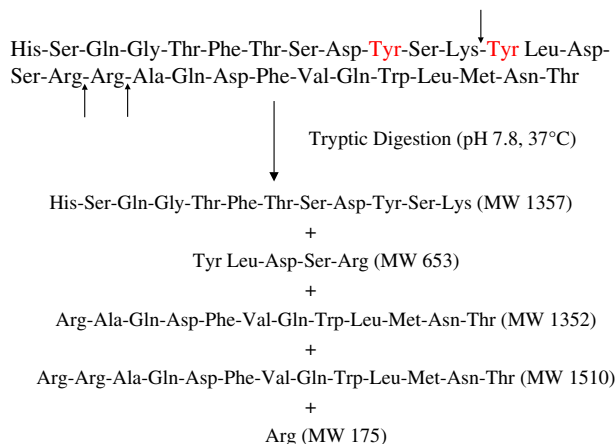 His-Ser-Gln-Gly-Thr-Phe-Thr-Ser-Asp-Tyr-Ser-Lys-Tyr Leu-Asp-
Ser-Arg-Arg-Ala-Gln-Asp-Phe-Val-Gln-Trp-Leu-Met-Asn-Thr
Tryptic Digestion (pH 7.8, 37°C)
His-Ser-Gln-Gly-Thr-Phe-Thr-Ser-Asp-Tyr-Ser-Lys (MW 1357)
+
Tyr Leu-Asp-Ser-Arg (MW 653)
+
Arg-Ala-Gln-Asp-Phe-Val-Gln-Trp-Leu-Met-Asn-Thr (MW 1352)
+
Arg-Arg-Ala-Gln-Asp-Phe-Val-Gln-Trp-Leu-Met-Asn-Thr (MW 1510)
+
Arg (MW 175)